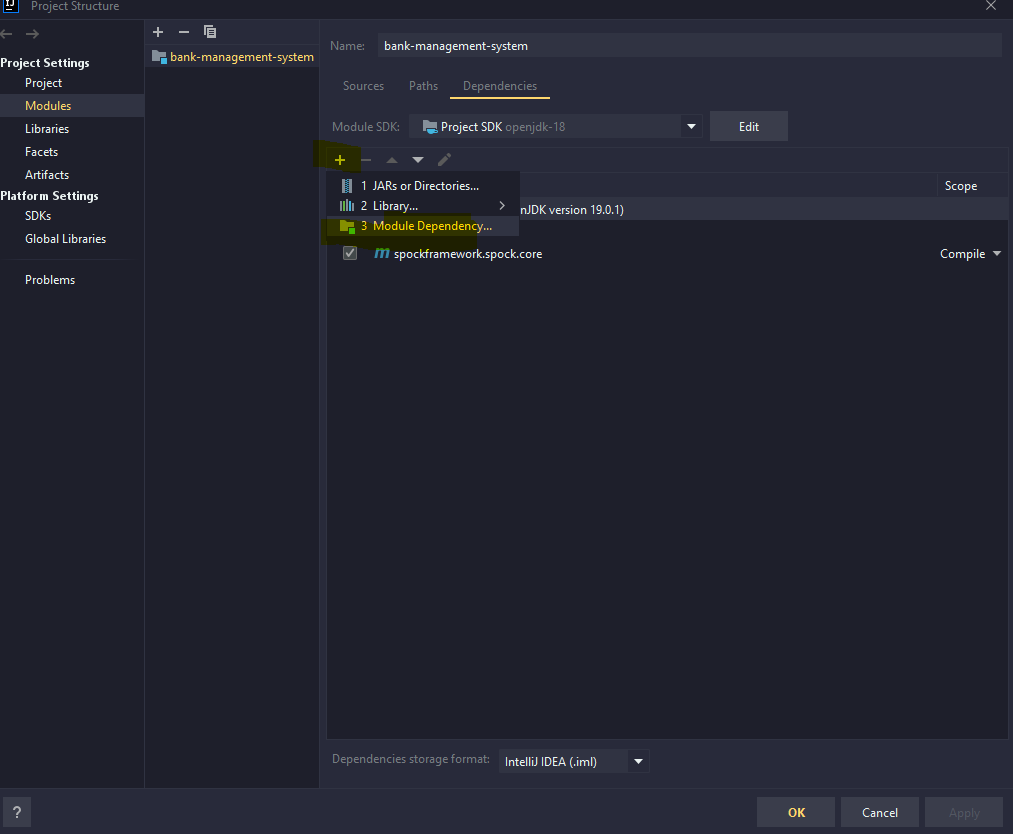 IJ
Project Structure
Project Settings
Project
Modules
Libraries
Facets
Artifacts
Platform Settings
SDKs
Global Libraries
Problems
bank-management-system
Name: bank-management-system
Sources Paths Dependencies
Module SDK: Project SDK openjdk-18 Edit
1 JARs or Directories...
2 Library...
3 Module Dependency...
Scope
nJDK version 19.0.1)
m spockframework.spock.core Compile
Dependencies storage format: IntelliJ IDEA (.iml)
? OK Cancel Apply